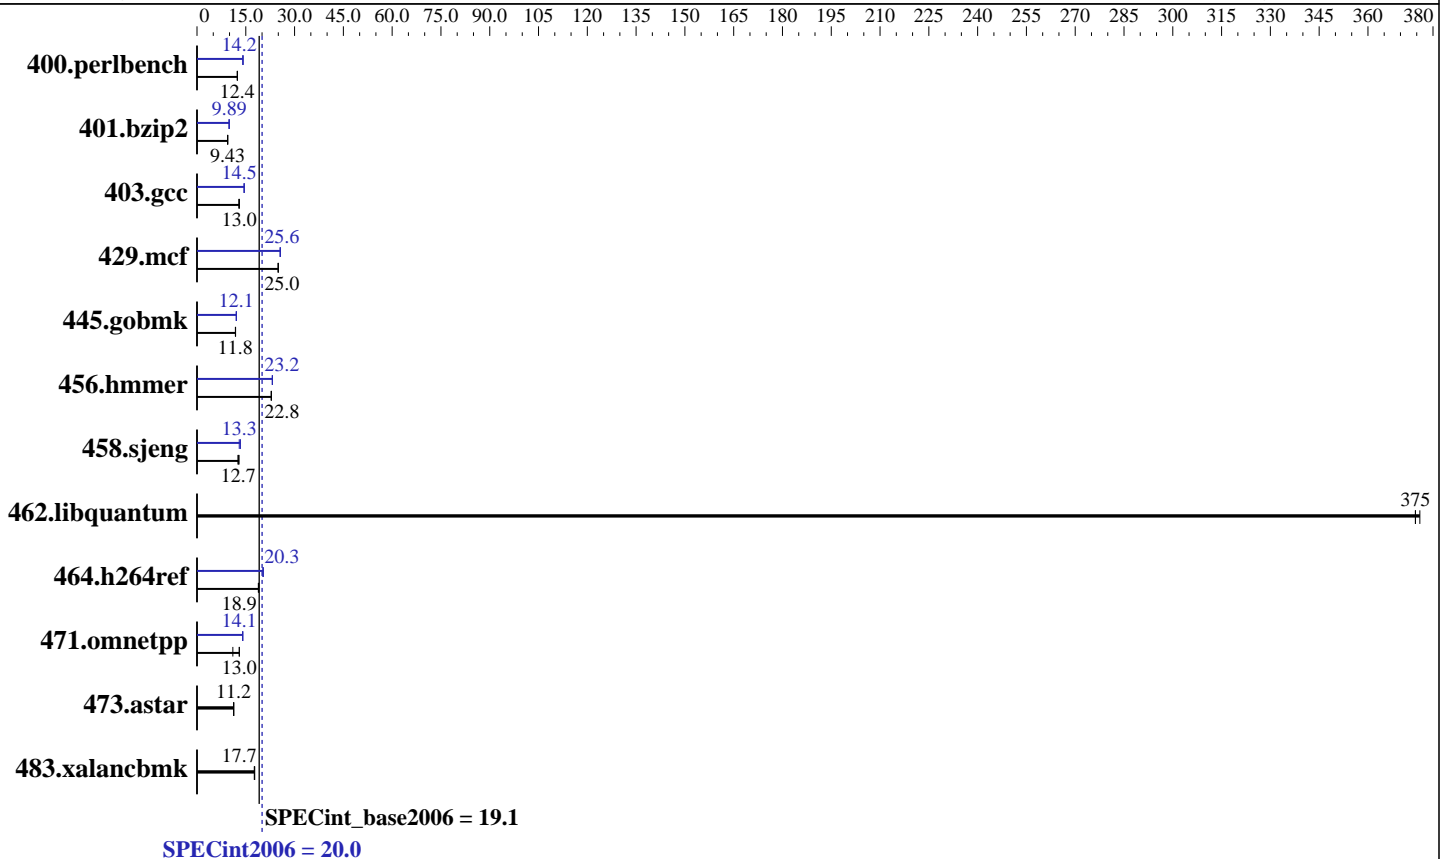 0 15.0 30.0 45.0 60.0 75.0 90.0 105 120 135 150 165 180 195 210 225 240 255 270 285 300 315 330 345 360 380
14.2
400.perlbench
12.4
9.89
401.bzip2
9.43
14.5
403.gcc
13.0
25.6
429.mcf
25.0
12.1
445.gobmk
11.8
23.2
456.hmmer
22.8
13.3
458.sjeng
12.7
375
462.libquantum
20.3
464.h264ref
18.9
14.1
471.omnetpp
13.0
11.2
473.astar
17.7
483.xalancbmk
SPECint_base2006 = 19.1
SPECint2006 = 20.0